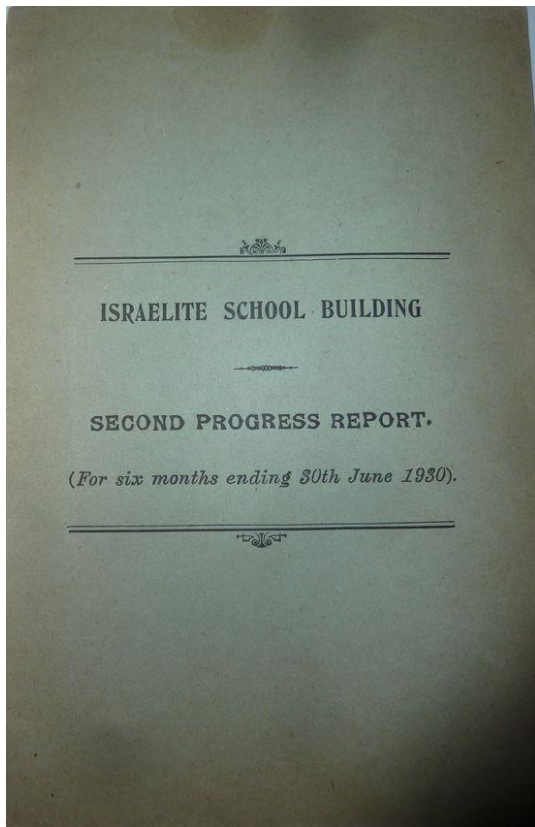 ISRAELITE SCHOOL BUILDING
SECOND PROGRESS REPORT.
(For six months ending 30th June 1930).